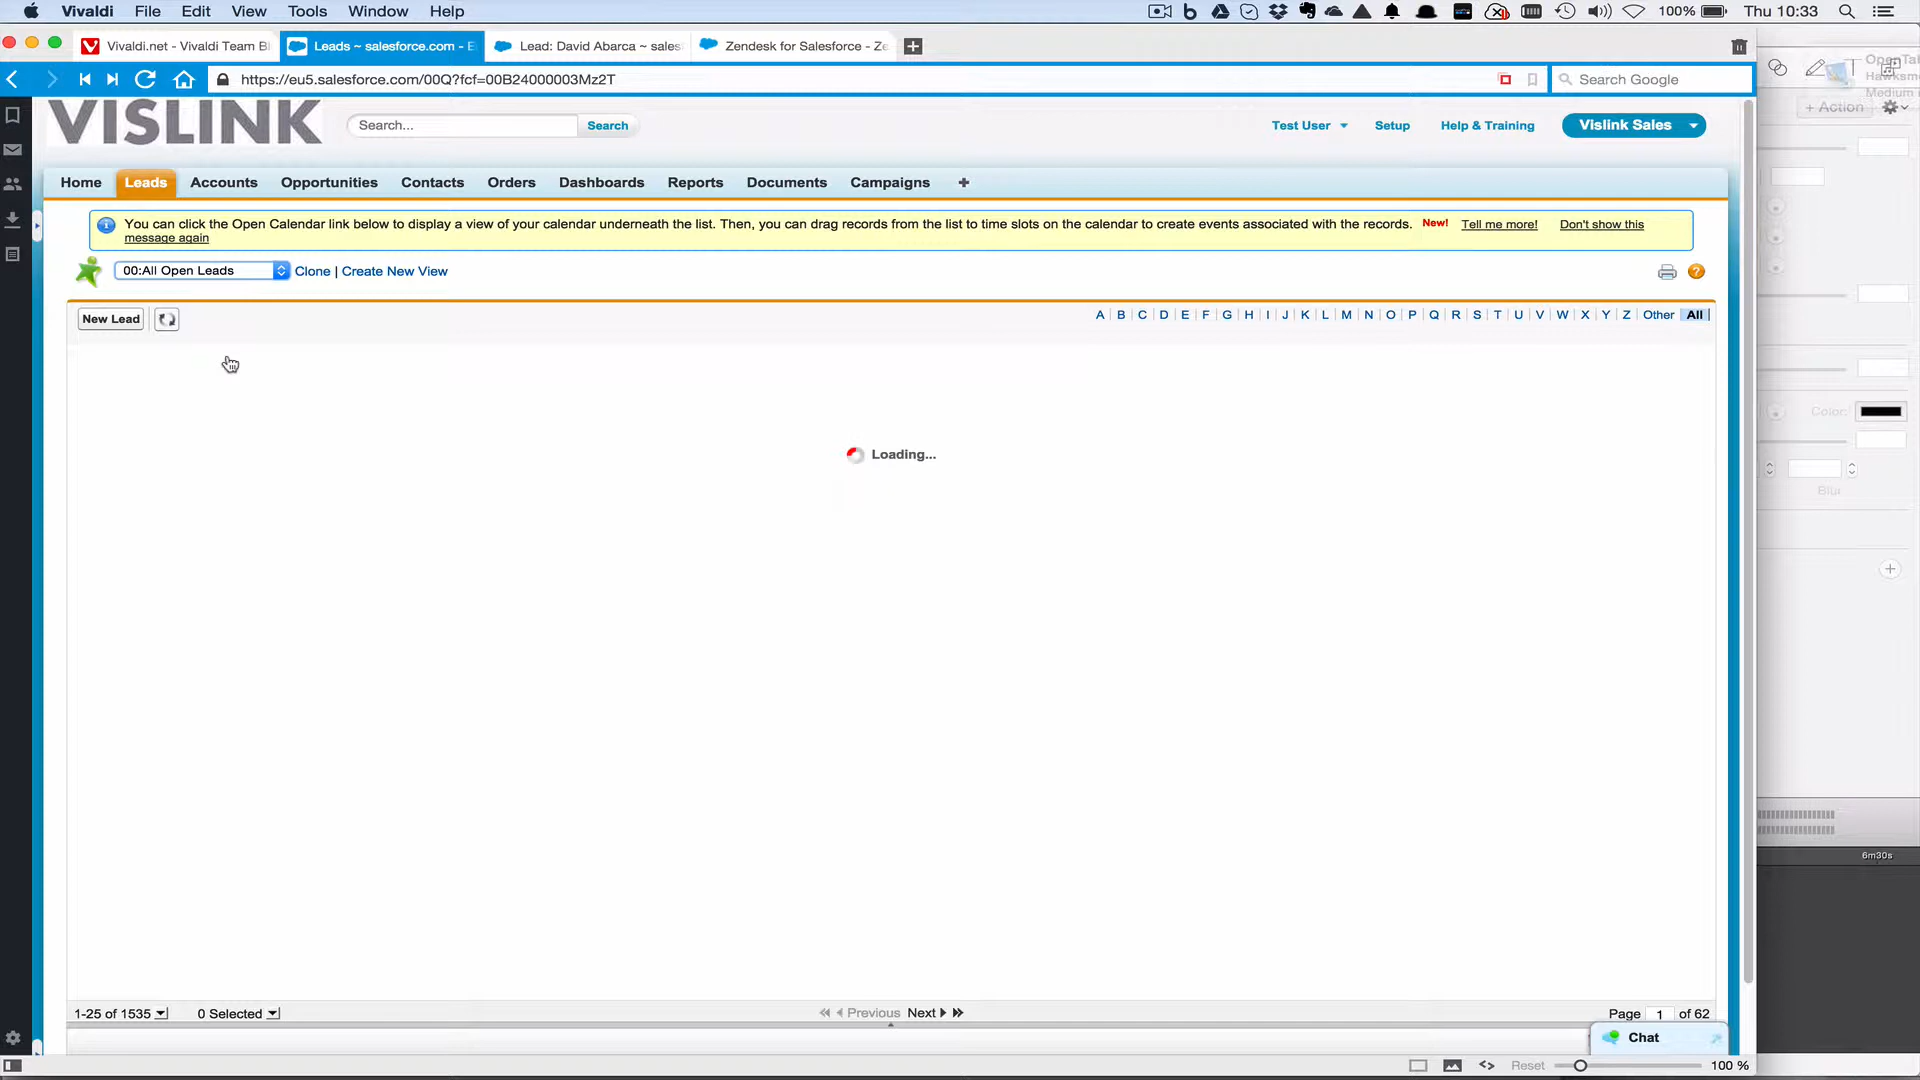 Vivaldi File Edit View Tools Window Help 100% Thu 10:33
Vivaldi.net - Vivaldi Team Bl Leads ~ salesforce.com - E Lead: David Abarca ~ sales Zendesk for Salesforce - Ze
https://eu5.salesforce.com/00Q?fcf=00B24000003Mz2T Search Google
+ Action
VISLINK Search... Search Test User Setup Help & Training Vislink Sales
Home Leads Accounts Opportunities Contacts Orders Dashboards Reports Documents Campaigns +
You can click the Open Calendar link below to display a view of your calendar underneath the list. Then, you can drag records from the list to time slots on the calendar to create events associated with the records. New! Tell me more! Don't show this
message again
00:All Open Leads Clone | Create New View
New Lead A B C D E F G H I J K L M N O P Q R S T U V W X Y Z Other All
Color:
Loading...
Blur
6m30s
1-25 of 1535 0 Selected Previous Next Page 1 of 62
Chat
Reset 100 %